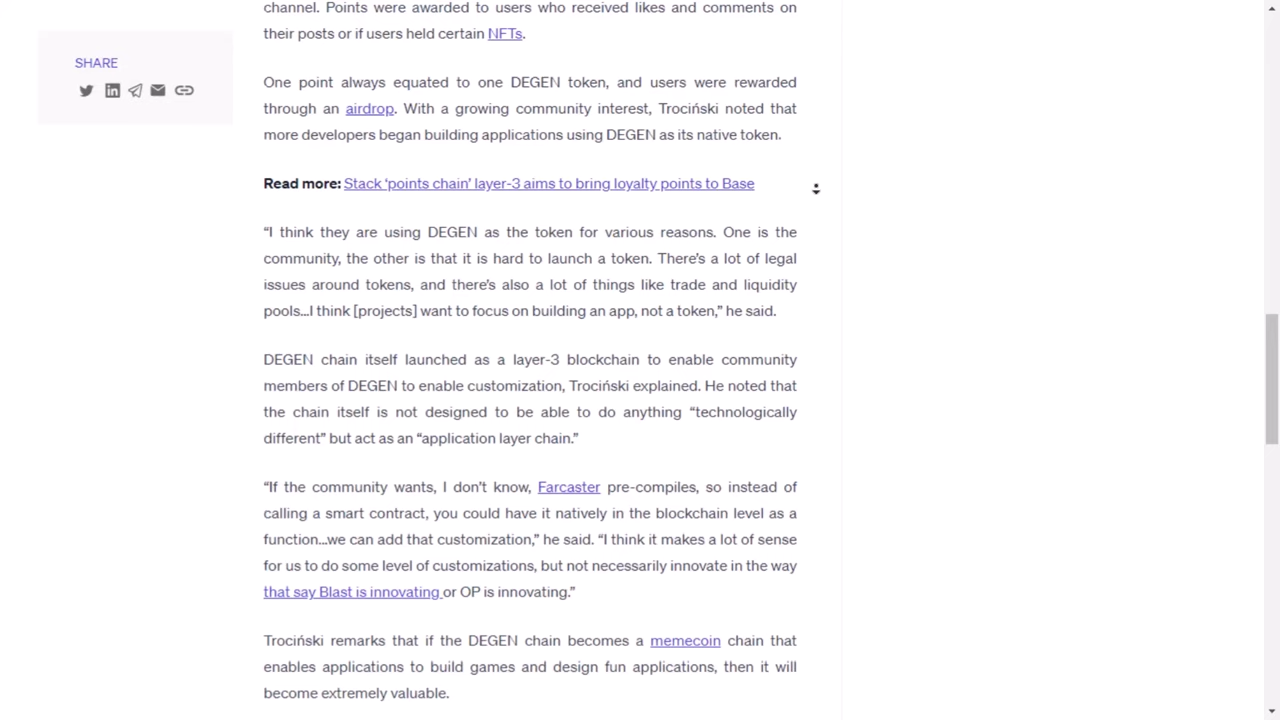 channel. Points were awarded to users who received likes and comments on
their posts or if users held certain NFTs.
SHARE
One point always equated to one DEGEN token, and users were rewarded
through an airdrop. With a growing community interest, Trociński noted that
more developers began building applications using DEGEN as its native token.
Read more: Stack ‘points chain’ layer-3 aims to bring loyalty points to Base
“I think they are using DEGEN as the token for various reasons. One is the
community, the other is that it is hard to launch a token. There’s a lot of legal
issues around tokens, and there’s also a lot of things like trade and liquidity
pools…I think [projects] want to focus on building an app, not a token,” he said.
DEGEN chain itself launched as a layer-3 blockchain to enable community
members of DEGEN to enable customization, Trociński explained. He noted that
the chain itself is not designed to be able to do anything “technologically
different” but act as an “application layer chain.”
“If the community wants, I don’t know, Farcaster pre-compiles, so instead of
calling a smart contract, you could have it natively in the blockchain level as a
function…we can add that customization,” he said. “I think it makes a lot of sense
for us to do some level of customizations, but not necessarily innovate in the way
that say Blast is innovating or OP is innovating.”
Trociński remarks that if the DEGEN chain becomes a memecoin chain that
enables applications to build games and design fun applications, then it will
become extremely valuable.